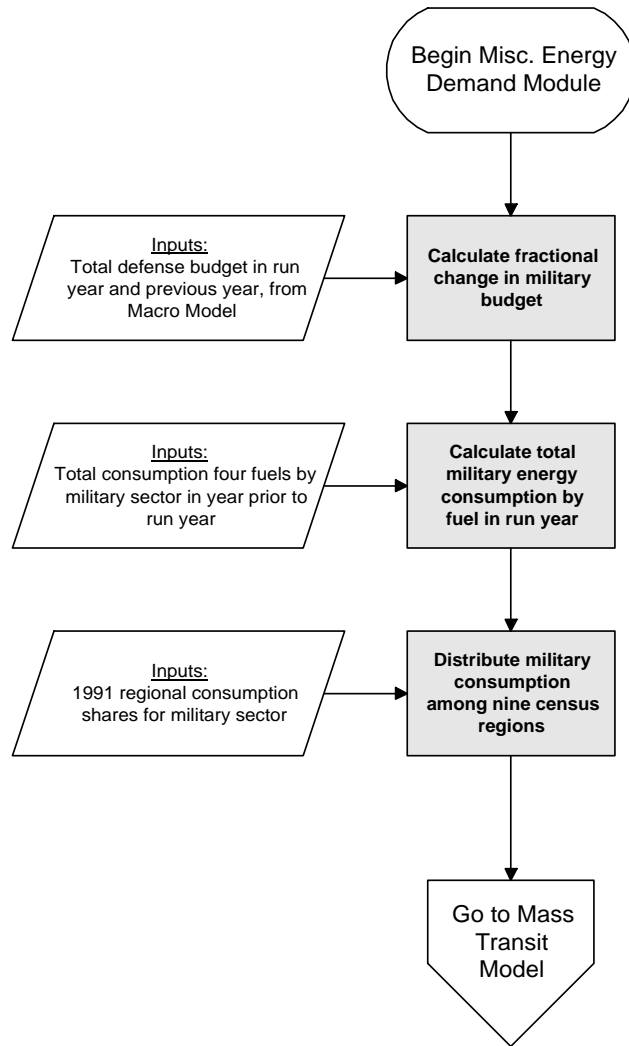 Begin Misc. Energy
Demand Module
Inputs:
Total defense budget in run
year and previous year, from
Macro Model
Calculate fractional
change in military
budget
Inputs:
Total consumption four fuels by
military sector in year prior to
run year
Calculate total
military energy
consumption by
fuel in run year
Inputs:
1991 regional consumption
shares for military sector
Distribute military
consumption
among nine census
regions
Go to Mass
Transit
Model